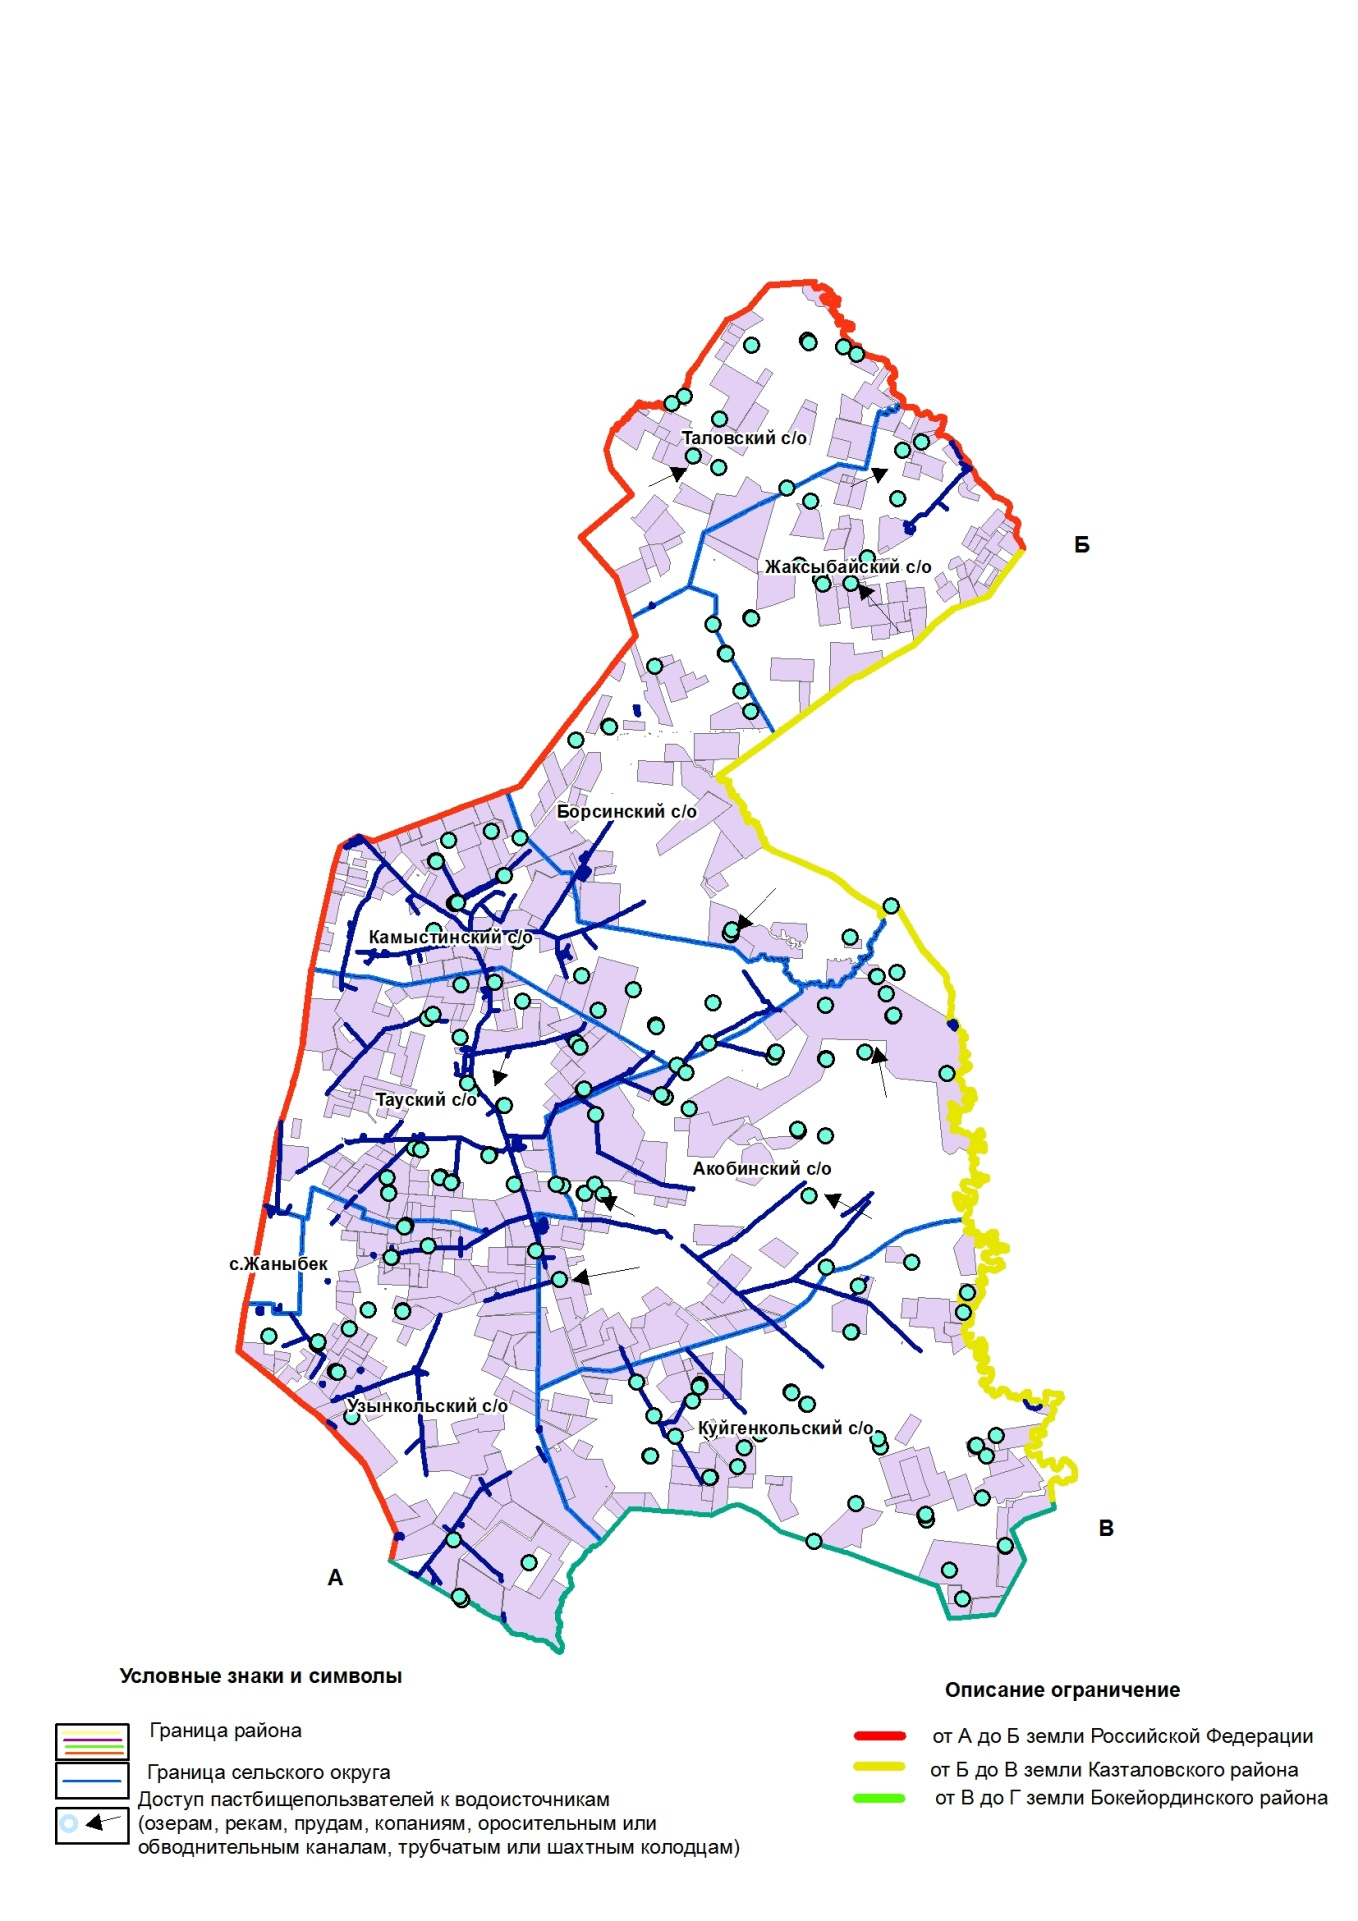 Таловский с/о
Б
Жаксыбайский с/о
Борсинский с/о
Камыстинский с/о
Тауский с/о
Акобинский с/о
с.Жаныбек
Узынкольский с/о
Куйгенкольский с/о
В
А
Условные знаки и символы
Граница района
Граница сельского округа
Доступ пастбищепользвателей к водоисточникам
(озерам, рекам, прудам, копаниям, оросительным или
обводнительным каналам, трубчатым или шахтным колодцам)
Описание ограничение
от А до Б земли Российской Федерации
от Б до В земли Казталовского района
от В до Г земли Бокейординского района